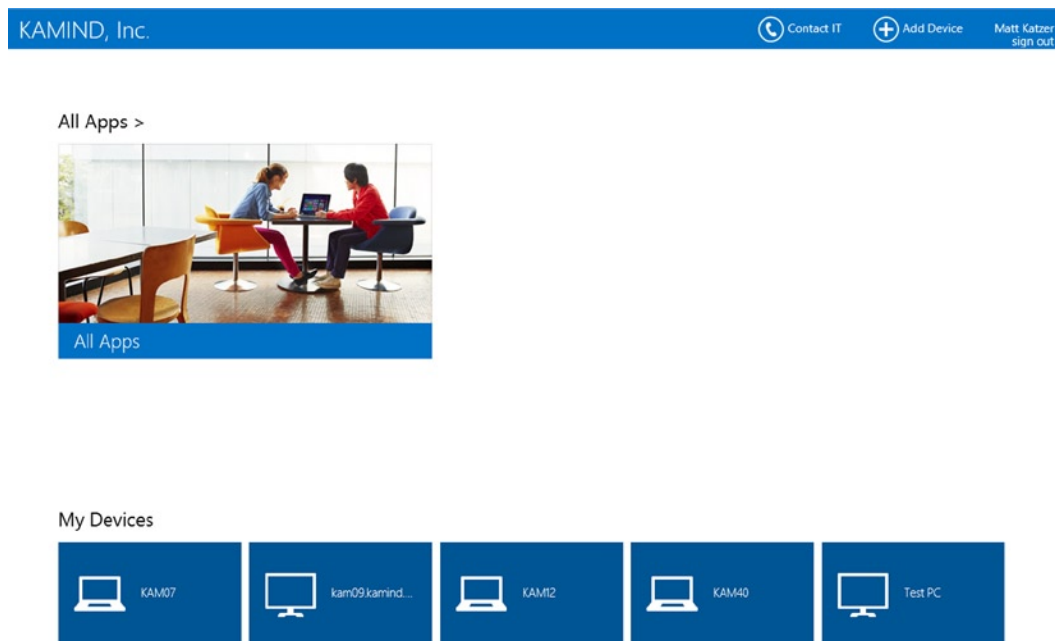 KAMIND, Inc.
Contact IT
Add Device
Matt Katzer
sign out
All Apps >
All Apps
My Devices
KAM07
kam09.kamind....
KAM12
KAM40
Test PC